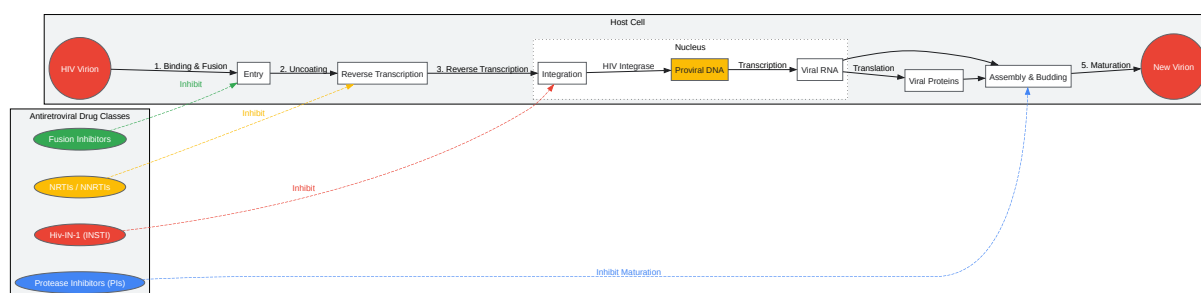 Host Cell
Nucleus
HIV Virion
1. Binding & Fusion
Entry
2. Uncoating
Reverse Transcription
3. Reverse Transcription
Integration
HIV Integrase
Proviral DNA
Transcription
Viral RNA
Translation
Viral Proteins
Assembly & Budding
5. Maturation
New Virion
Inhibit
Inhibit
Inhibit
Inhibit Maturation
Antiretroviral Drug Classes
Fusion Inhibitors
NRTIs / NNRTIs
Hiv-IN-1 (INSTI)
Protease Inhibitors (PIs)